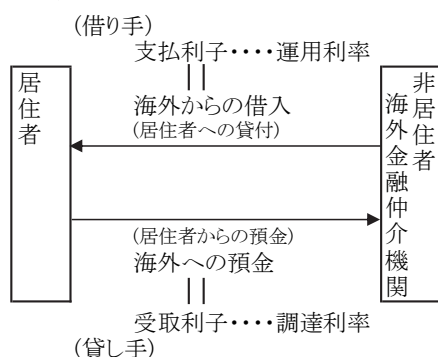 (借り手)
支払利子・・・・運用利率
海外からの借入
(居住者への貸付)
居住者
非居住者
海外金融仲介機関
(居住者からの預金)
海外への預金
受取利子・・・・調達利率
(貸し手)